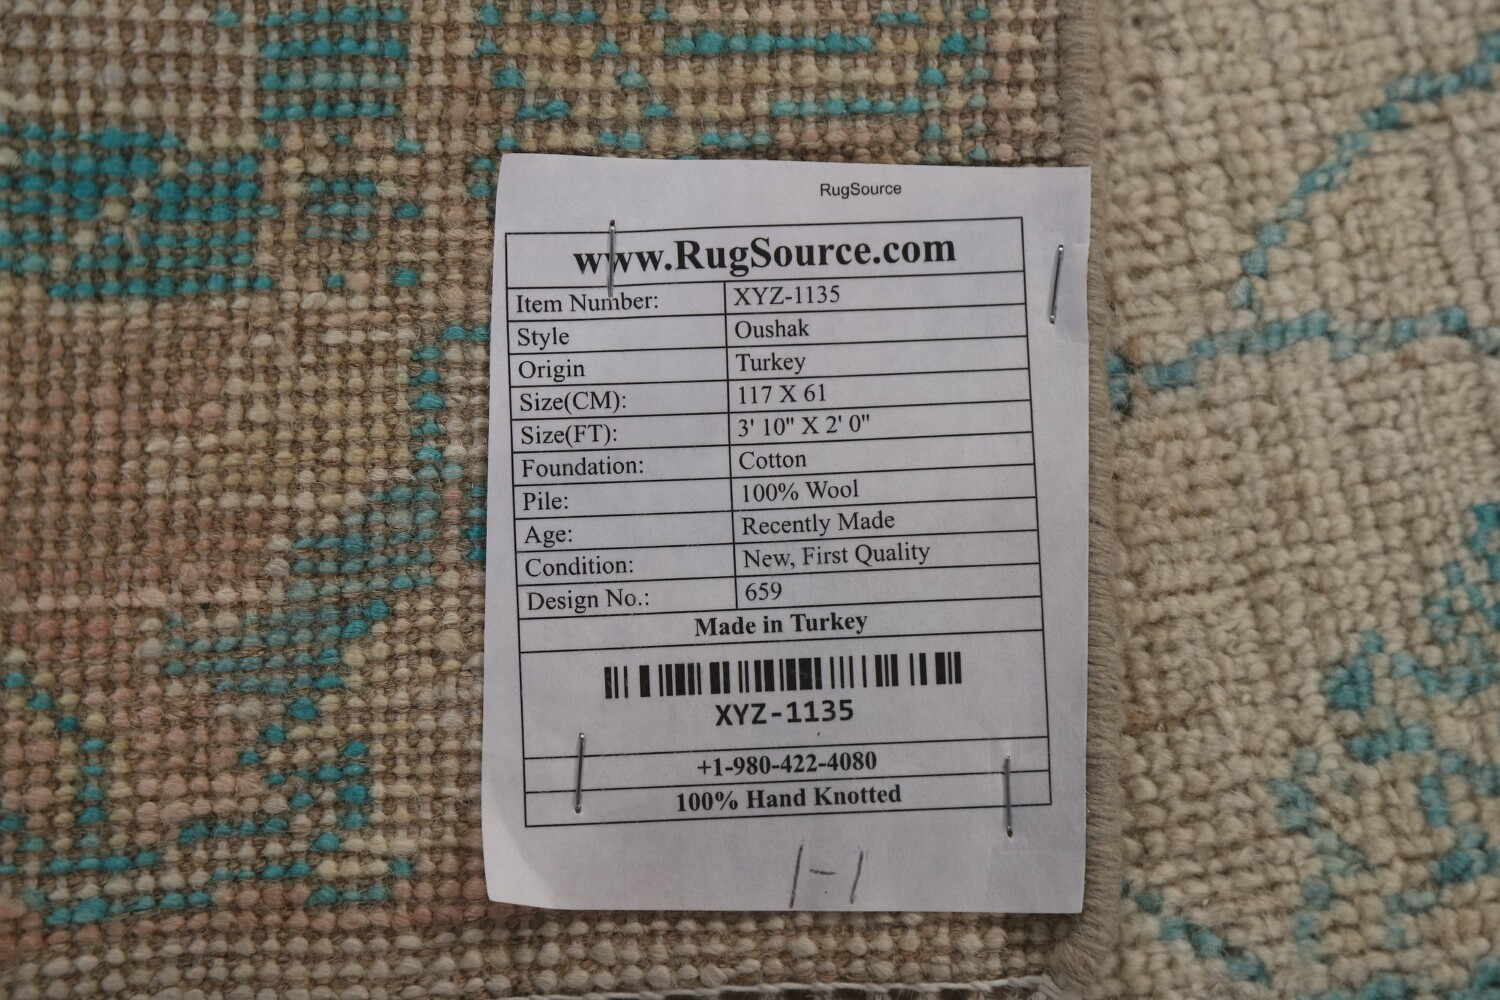 RugSource
www.RugSource.com
Item Number: XYZ-1135
Style Oushak
Origin Turkey
Size(CM): 117 X 61
Size(FT): 3' 10" X 2' 0"
Foundation: Cotton
Pile: 100% Wool
Age: Recently Made
Condition: New, First Quality
Design No.: 659
Made in Turkey
XYZ-1135
+1-980-422-4080
100% Hand Knotted
1-1